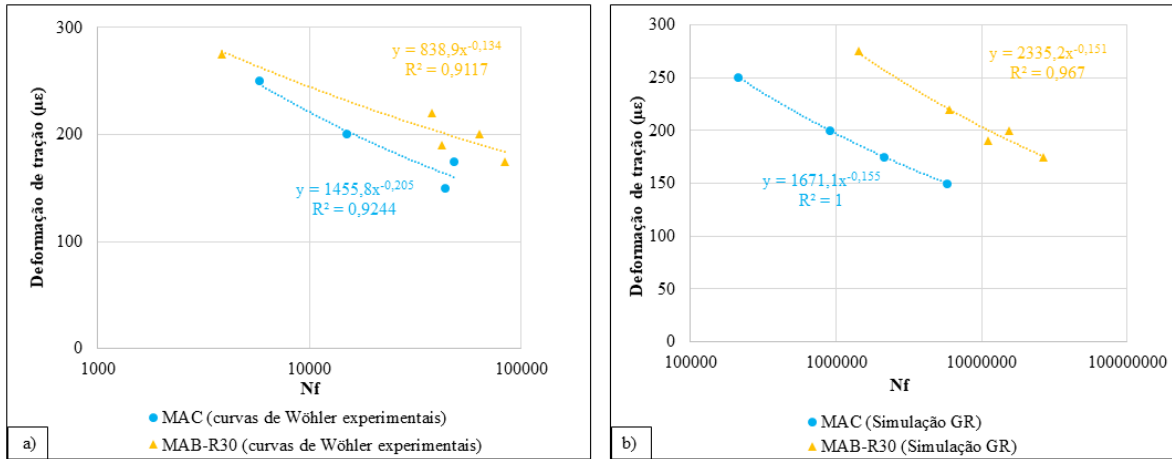 300
200
100
0
Deformação de tração (με)
y = 838,9x^-0,134
R² = 0,9117
y = 1455,8x^-0,205
R² = 0,9244
1000
10000
100000
Nf
MAC (curvas de Wöhler experimentais)
MAB-R30 (curvas de Wöhler experimentais)
a)
300
250
200
150
100
50
0
Deformação de tração (με)
y = 2335,2x^-0,151
R² = 0,967
y = 1671,1x^-0,155
R² = 1
100000
1000000
10000000
100000000
Nf
MAC (Simulação GR)
MAB-R30 (Simulação GR)
b)